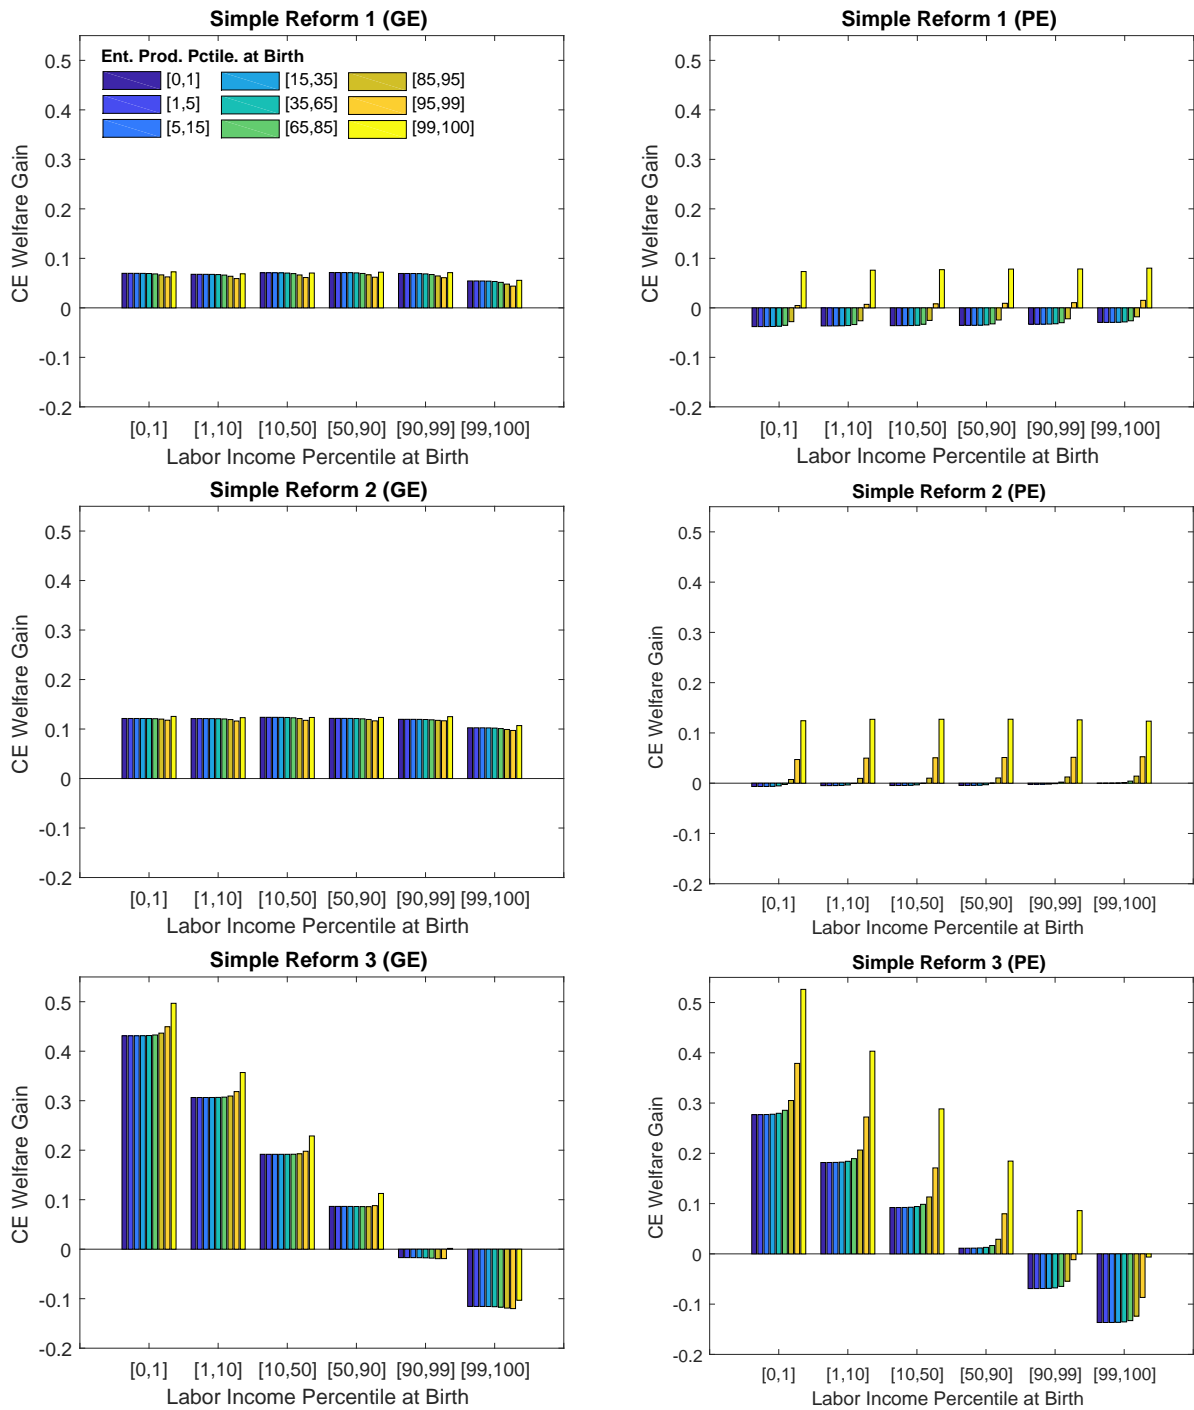 Simple Reform 1 (GE)
CE Welfare Gain
0.5
0.4
0.3
0.2
0.1
0
-0.1
-0.2
Ent. Prod. Pctile. at Birth
[0,1] [15,35] [85,95]
[1,5] [35,65] [95,99]
[5,15] [65,85] [99,100]
[0,1] [1,10] [10,50] [50,90] [90,99] [99,100]
Labor Income Percentile at Birth
Simple Reform 1 (PE)
CE Welfare Gain
0.5
0.4
0.3
0.2
0.1
0
-0.1
-0.2
[0,1] [1,10] [10,50] [50,90] [90,99] [99,100]
Labor Income Percentile at Birth
Simple Reform 2 (GE)
CE Welfare Gain
0.5
0.4
0.3
0.2
0.1
0
-0.1
-0.2
[0,1] [1,10] [10,50] [50,90] [90,99] [99,100]
Labor Income Percentile at Birth
Simple Reform 2 (PE)
CE Welfare Gain
0.5
0.4
0.3
0.2
0.1
0
-0.1
-0.2
[0,1] [1,10] [10,50] [50,90] [90,99] [99,100]
Labor Income Percentile at Birth
Simple Reform 3 (GE)
CE Welfare Gain
0.5
0.4
0.3
0.2
0.1
0
-0.1
-0.2
[0,1] [1,10] [10,50] [50,90] [90,99] [99,100]
Labor Income Percentile at Birth
Simple Reform 3 (PE)
CE Welfare Gain
0.5
0.4
0.3
0.2
0.1
0
-0.1
-0.2
[0,1] [1,10] [10,50] [50,90] [90,99] [99,100]
Labor Income Percentile at Birth